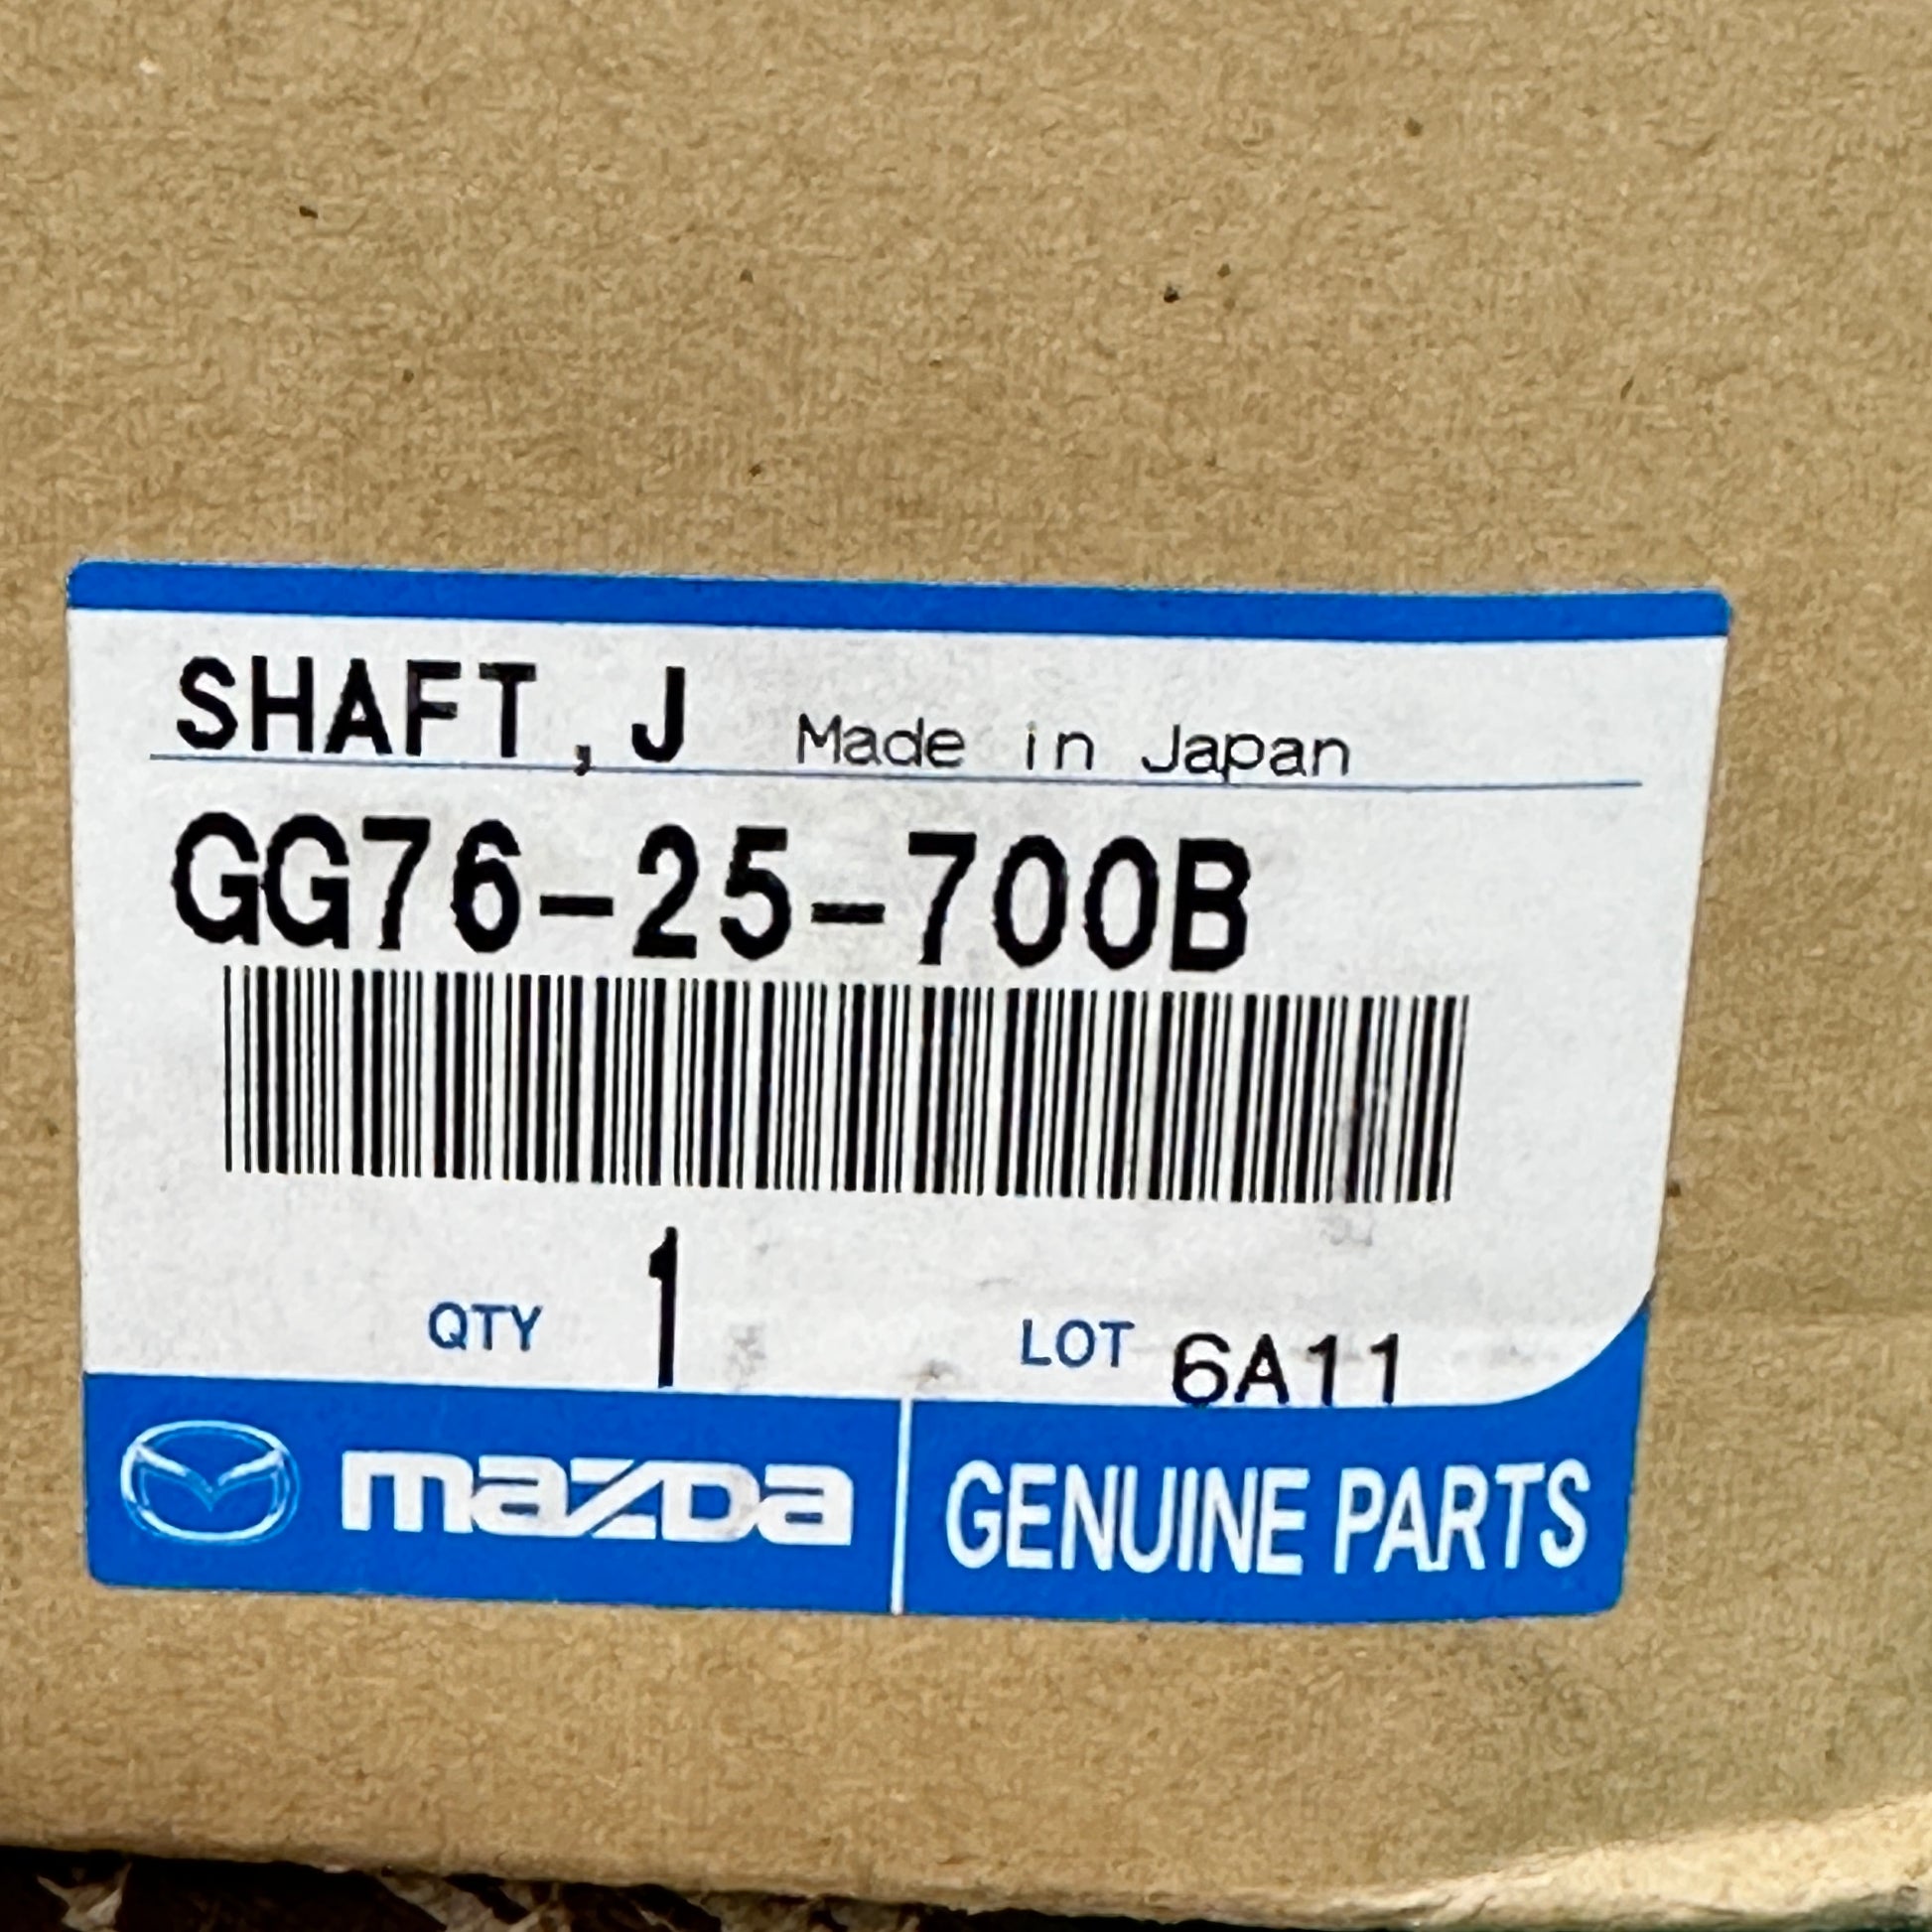 SHAFT,J Made in Japan
GG76-25-700B
QTY 1 LOT 6A11
mazda GENUINE PARTS